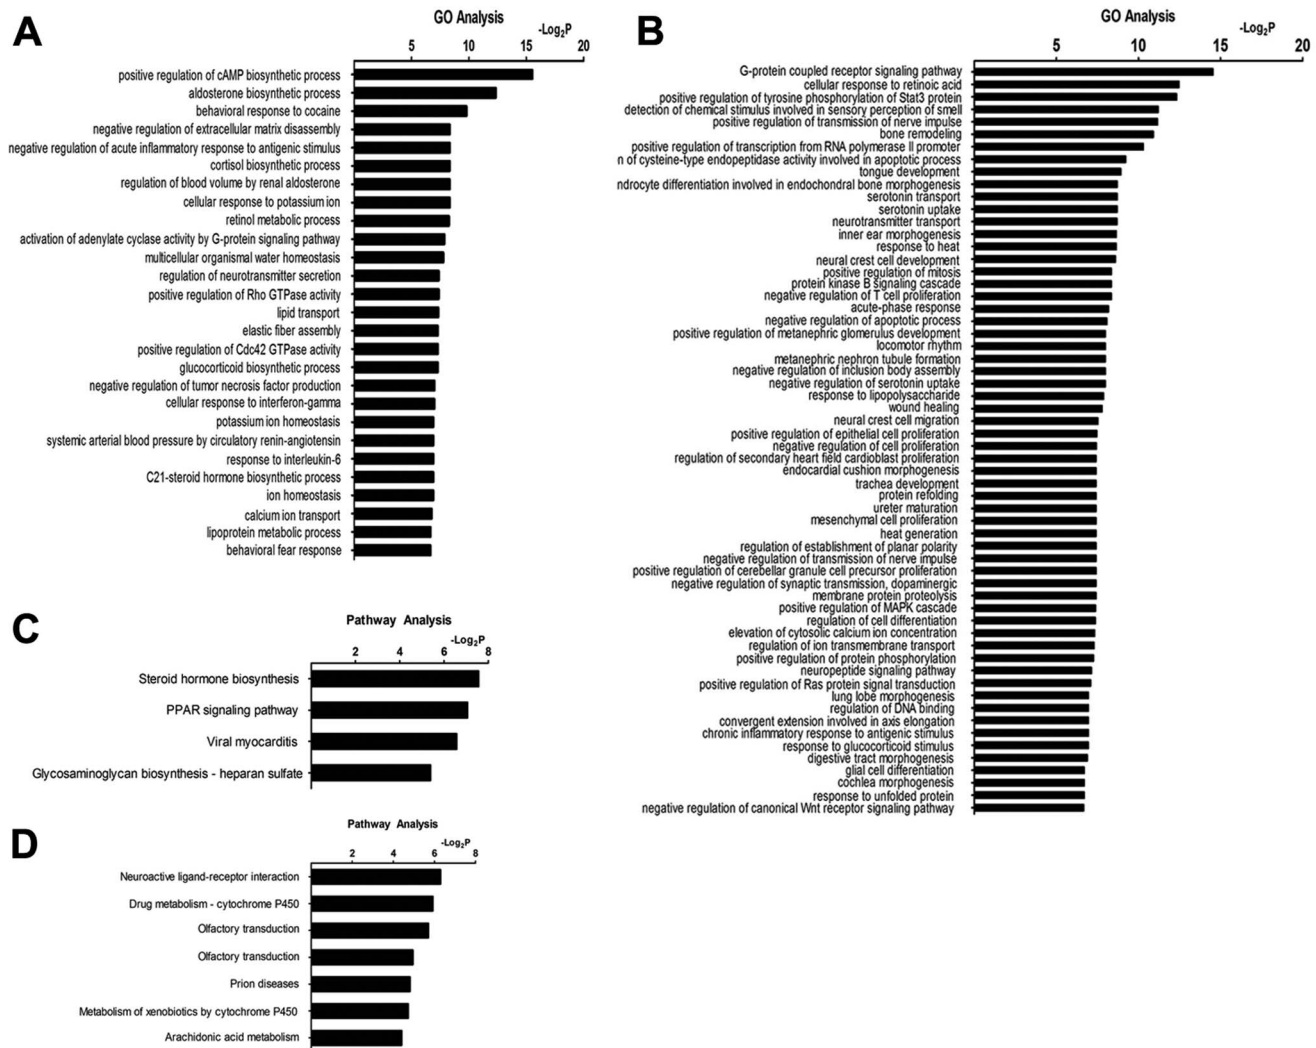 A
GO Analysis
-Log2P
5 10 15 20
positive regulation of cAMP biosynthetic process
aldosterone biosynthetic process
behavioral response to cocaine
negative regulation of extracellular matrix disassembly
negative regulation of acute inflammatory response to antigenic stimulus
cortisol biosynthetic process
regulation of blood volume by renal aldosterone
cellular response to potassium ion
retinol metabolic process
activation of adenylate cyclase activity by G-protein signaling pathway
multicellular organismal water homeostasis
regulation of neurotransmitter secretion
positive regulation of Rho GTPase activity
lipid transport
elastic fiber assembly
positive regulation of Cdc42 GTPase activity
glucocorticoid biosynthetic process
negative regulation of tumor necrosis factor production
cellular response to interferon-gamma
potassium ion homeostasis
systemic arterial blood pressure by circulatory renin-angiotensin
response to interleukin-6
C21-steroid hormone biosynthetic process
ion homeostasis
calcium ion transport
lipoprotein metabolic process
behavioral fear response
B
GO Analysis
-Log2P
5 10 15 20
G-protein coupled receptor signaling pathway
cellular response to retinoic acid
positive regulation of tyrosine phosphorylation of Stat3 protein
detection of chemical stimulus involved in sensory perception of smell
positive regulation of transmission of nerve impulse
bone remodeling
positive regulation of transcription from RNA polymerase II promoter
n of cysteine-type endopeptidase activity involved in apoptotic process
tongue development
ndrocyte differentiation involved in endochondral bone morphogenesis
serotonin transport
serotonin uptake
neurotransmitter transport
inner ear morphogenesis
response to heat
neural crest cell development
positive regulation of mitosis
protein kinase B signaling cascade
negative regulation of T cell proliferation
acute-phase response
negative regulation of apoptotic process
positive regulation of metanephric glomerulus development
locomotor rhythm
metanephric nephron tubule formation
negative regulation of inclusion body assembly
negative regulation of serotonin uptake
response to lipopolysaccharide
wound healing
neural crest cell migration
positive regulation of epithelial cell proliferation
negative regulation of cell proliferation
regulation of secondary heart field cardioblast proliferation
endocardial cushion morphogenesis
trachea development
protein refolding
ureter maturation
mesenchymal cell proliferation
heat generation
regulation of establishment of planar polarity
negative regulation of transmission of nerve impulse
positive regulation of cerebellar granule cell precursor proliferation
negative regulation of synaptic transmission, dopaminergic
membrane protein proteolysis
positive regulation of MAPK cascade
regulation of cell differentiation
elevation of cytosolic calcium ion concentration
regulation of ion transmembrane transport
positive regulation of protein phosphorylation
neuropeptide signaling pathway
positive regulation of Ras protein signal transduction
lung lobe morphogenesis
regulation of DNA binding
convergent extension involved in axis elongation
chronic inflammatory response to antigenic stimulus
response to glucocorticoid stimulus
digestive tract morphogenesis
glial cell differentiation
cochlea morphogenesis
response to unfolded protein
negative regulation of canonical Wnt receptor signaling pathway
C
Pathway Analysis
-Log2P
2 4 6 8
Steroid hormone biosynthesis
PPAR signaling pathway
Viral myocarditis
Glycosaminoglycan biosynthesis - heparan sulfate
D
Pathway Analysis
-Log2P
2 4 6 8
Neuroactive ligand-receptor interaction
Drug metabolism - cytochrome P450
Olfactory transduction
Olfactory transduction
Prion diseases
Metabolism of xenobiotics by cytochrome P450
Arachidonic acid metabolism